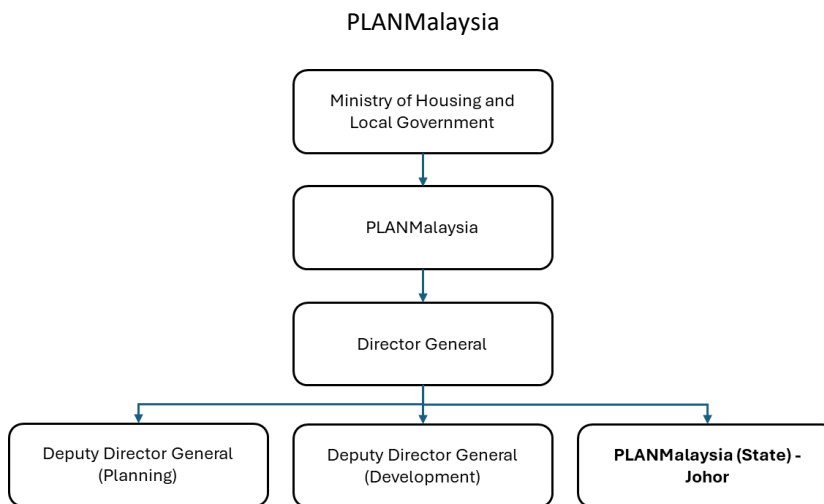 PLANMalaysia
Ministry of Housing and
Local Government
PLANMalaysia
Director General
Deputy Director General
(Planning)
Deputy Director General
(Development)
PLANMalaysia (State) -
Johor